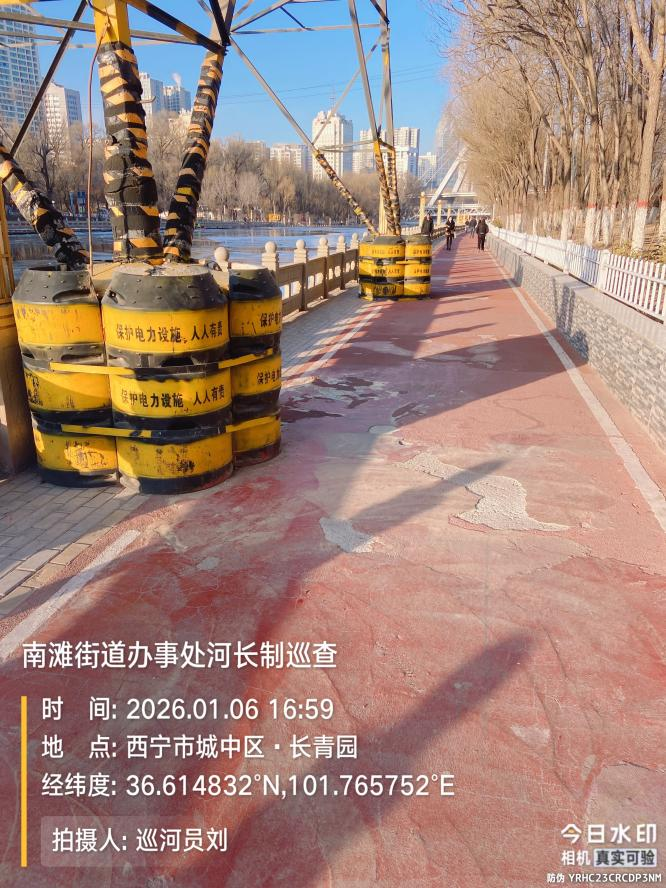 保护电力设施 人人有责
保护电力设施 人人有责
南滩街道办事处河长制巡查
时 间: 2026.01.06 16:59
地 点: 西宁市城中区·长青园
经纬度: 36.614832°N,101.765752°E
拍摄人: 巡河员刘
今日水印
相机 真实可验
防伪 YRHC23CRCDP3NM